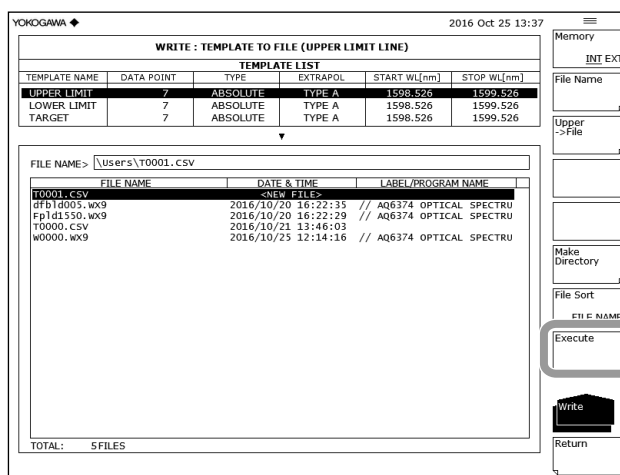 YOKOGAWA ◆ 2016 Oct 25 13:37
WRITE : TEMPLATE TO FILE (UPPER LIMIT LINE)
TEMPLATE LIST
TEMPLATE NAME DATA POINT TYPE EXTRAPOL START WL[nm] STOP WL[nm]
UPPER LIMIT 7 ABSOLUTE TYPE A 1598.526 1599.526
LOWER LIMIT 7 ABSOLUTE TYPE A 1598.526 1599.526
TARGET 7 ABSOLUTE TYPE A 1598.526 1599.526
▼
FILE NAME> \Users\T0001.CSV
FILE NAME DATE & TIME LABEL/PROGRAM NAME
T0001.CSV <NEW FILE>
dfbld005.WX9 2016/10/20 16:22:35 // AQ6374 OPTICAL SPECTRU
Fpld1550.WX9 2016/10/20 16:22:29 // AQ6374 OPTICAL SPECTRU
T0000.CSV 2016/10/21 13:46:03
W0000.WX9 2016/10/25 12:14:16 // AQ6374 OPTICAL SPECTRU
TOTAL: 5FILES
Memory
INT EXT
File Name
Upper
->File
Make
Directory
File Sort
FILE NAME
Execute
Write
Return